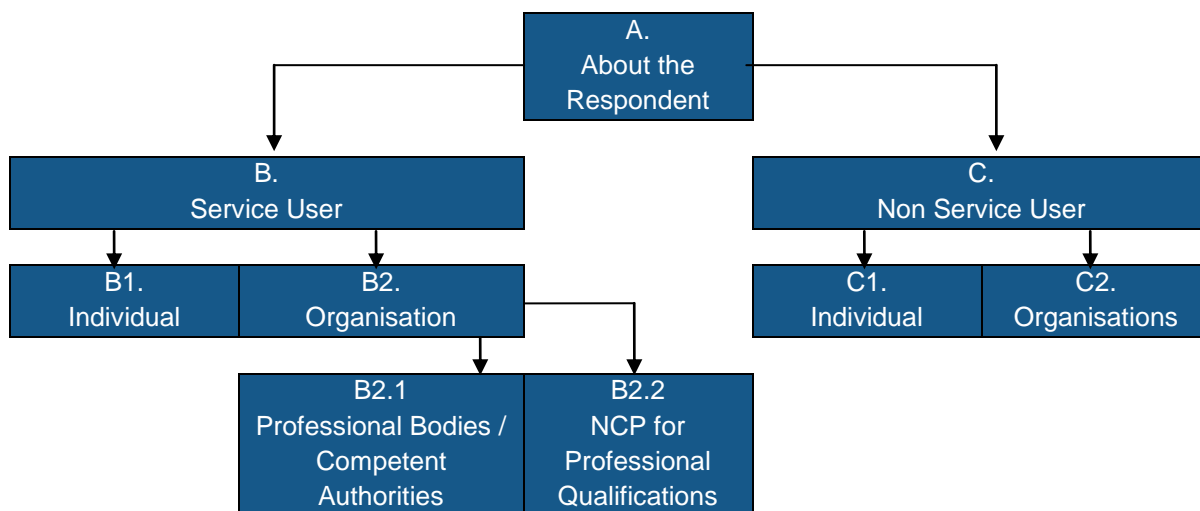 A.
About the
Respondent
B.
Service User
C.
Non Service User
B1.
Individual
B2.
Organisation
C1.
Individual
C2.
Organisations
B2.1
Professional Bodies /
Competent
Authorities
B2.2
NCP for
Professional
Qualifications